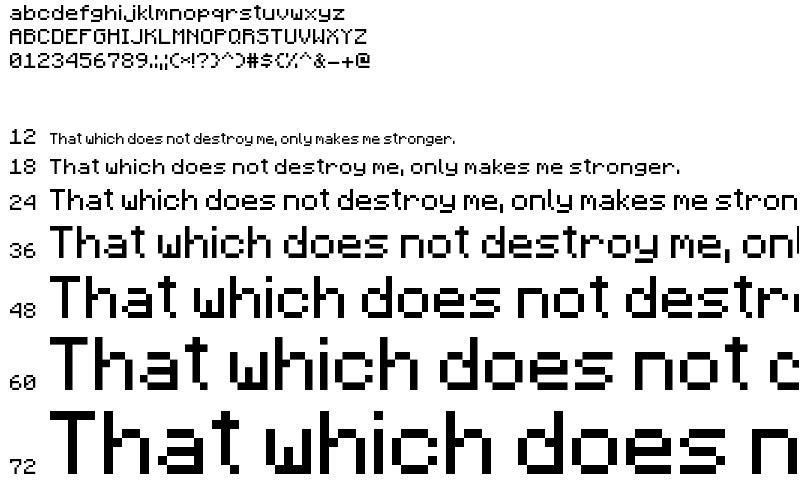 abcdefghijklmnopqrstuvwxyz
ABCDEFGHIJKLMNOPQRSTUVWXYZ
0123456789.:,;(*!?}^)#${%^&-+@
12 That which does not destroy me, only makes me stronger.
18 That which does not destroy me, only makes me stronger.
24 That which does not destroy me, only makes me stron
36 That which does not destroy me, onl
48 That which does not destr
60 That which does not
72 That which does n